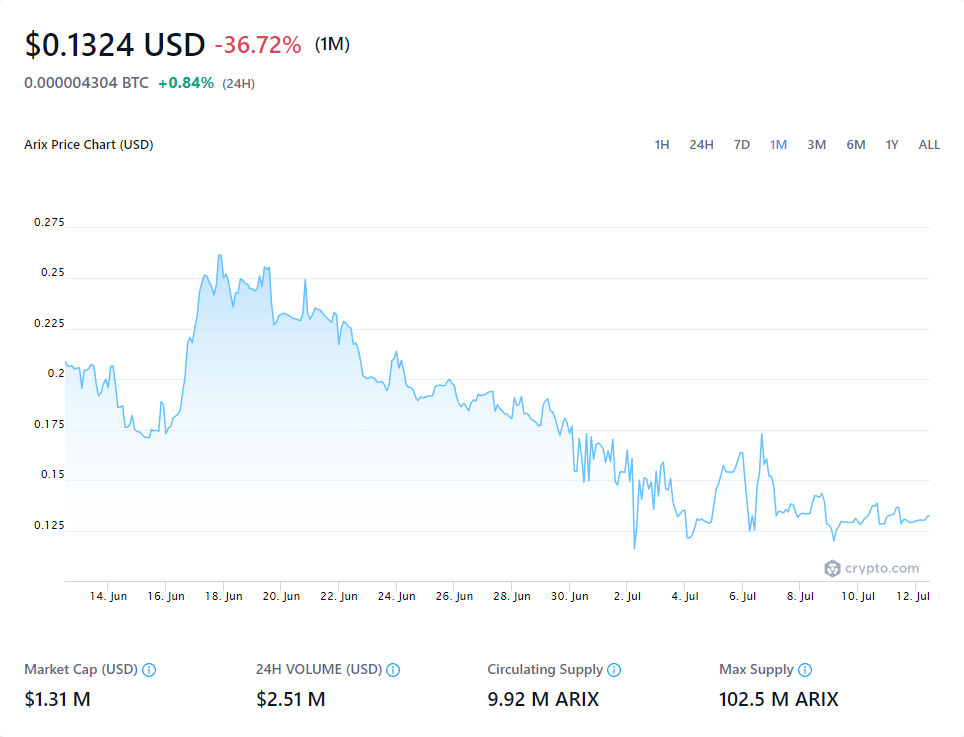 $0.1324 USD -36.72% (1M)
0.000004304 BTC +0.84% (24H)
Arix Price Chart (USD) 1H 24H 7D 1M 3M 6M 1Y ALL
0.275
0.25
0.225
0.2
0.175
0.15
0.125
crypto.com
14. Jun 16. Jun 18. Jun 20. Jun 22. Jun 24. Jun 26. Jun 28. Jun 30. Jun 2. Jul 4. Jul 6. Jul 8. Jul 10. Jul 12. Jul
Market Cap (USD) 24H VOLUME (USD) Circulating Supply Max Supply
$1.31 M $2.51 M 9.92 M ARIX 102.5 M ARIX